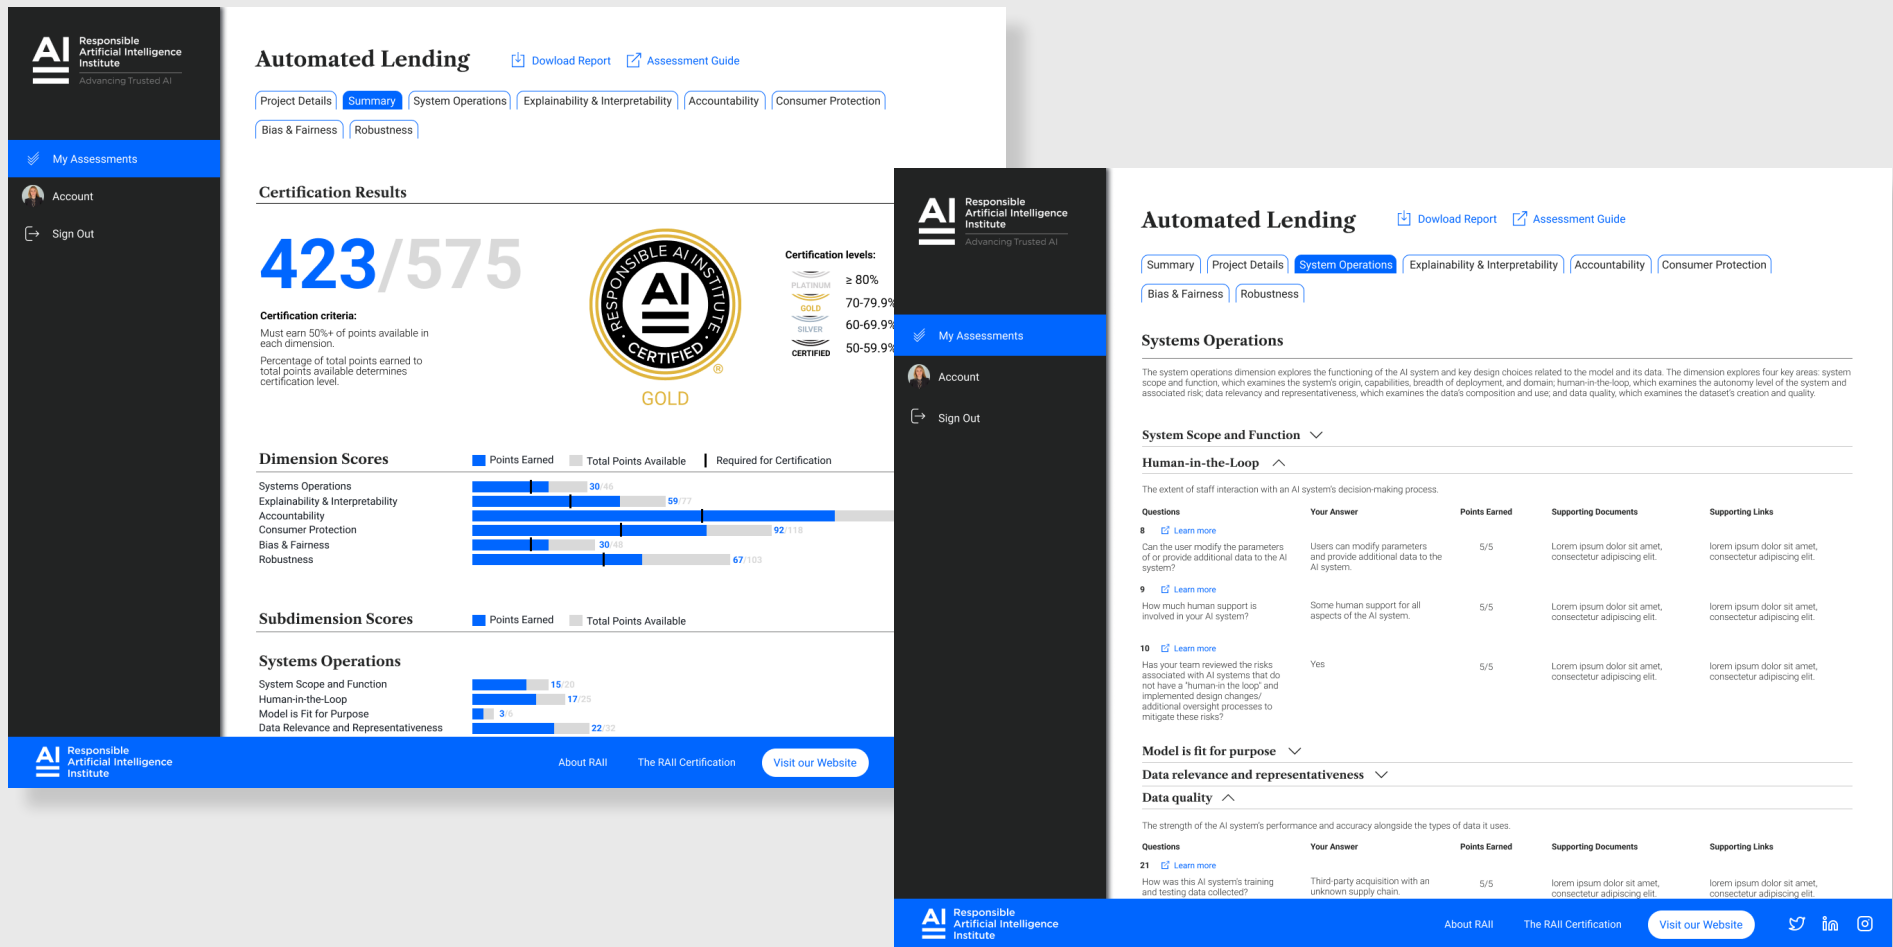 AI
Responsible
Artificial Intelligence
Institute
Advancing Trusted AI
My Assessments
Account
Sign Out
Automated Lending
Dowload Report
Assessment Guide
Project Details
Summary
System Operations
Explainability & Interpretability
Accountability
Consumer Protection
Bias & Fairness
Robustness
Certification Results
423/575
Certification criteria:
Must earn 50%+ of points available in
each dimension.
Percentage of total points earned to
total points available determines
certification level.
RESPONSIBLE AI INSTITUTE
AI
CERTIFIED
®
GOLD
Certification levels:
PLATINUM ≥ 80%
GOLD 70-79.9%
SILVER 60-69.9%
CERTIFIED 50-59.9%
Dimension Scores
Points Earned
Total Points Available
Required for Certification
Systems Operations 30/46
Explainability & Interpretability 59/77
Accountability
Consumer Protection 92/118
Bias & Fairness 30/48
Robustness 67/103
Subdimension Scores
Points Earned
Total Points Available
Systems Operations
System Scope and Function 15/20
Human-in-the-Loop 17/25
Model is Fit for Purpose 3/6
Data Relevance and Representativeness 22/32
AI
Responsible
Artificial Intelligence
Institute
About RAII
The RAII Certification
Visit our Website
AI
Responsible
Artificial Intelligence
Institute
Advancing Trusted AI
My Assessments
Account
Sign Out
Automated Lending
Dowload Report
Assessment Guide
Summary
Project Details
System Operations
Explainability & Interpretability
Accountability
Consumer Protection
Bias & Fairness
Robustness
Systems Operations
The system operations dimension explores the functioning of the AI system and key design choices related to the model and its data. The dimension explores four key areas: system
scope and function, which examines the system's origin, capabilities, breadth of deployment, and domain; human-in-the-loop, which examines the autonomy level of the system and
associated risk; data relevancy and representativeness, which examines the data's composition and use; and data quality, which examines the dataset's creation and quality.
System Scope and Function
Human-in-the-Loop
The extent of staff interaction with an AI system's decision-making process.
Questions
Your Answer
Points Earned
Supporting Documents
Supporting Links
8 Learn more
Can the user modify the parameters
of or provide additional data to the AI
system?
Users can modify parameters
and provide additional data to the
AI system.
5/5
Lorem ipsum dolor sit amet,
consectetur adipiscing elit.
lorem ipsum dolor sit amet,
consectetur adipiscing elit.
9 Learn more
How much human support is
involved in your AI system?
Some human support for all
aspects of the AI system.
5/5
Lorem ipsum dolor sit amet,
consectetur adipiscing elit.
lorem ipsum dolor sit amet,
consectetur adipiscing elit.
10 Learn more
Has your team reviewed the risks
associated with AI systems that do
not have a "human-in the loop" and
implemented design changes/
additional oversight processes to
mitigate these risks?
Yes
5/5
Lorem ipsum dolor sit amet,
consectetur adipiscing elit.
lorem ipsum dolor sit amet,
consectetur adipiscing elit.
Model is fit for purpose
Data relevance and representativeness
Data quality
The strength of the AI system's performance and accuracy alongside the types of data it uses.
Questions
Your Answer
Points Earned
Supporting Documents
Supporting Links
21 Learn more
How was this AI system's training
and testing data collected?
Third-party acquisition with an
unknown supply chain.
5/5
lorem ipsum dolor sit amet,
consectetur adipiscing elit.
lorem ipsum dolor sit amet,
consectetur adipiscing elit.
AI
Responsible
Artificial Intelligence
Institute
About RAII
The RAII Certification
Visit our Website